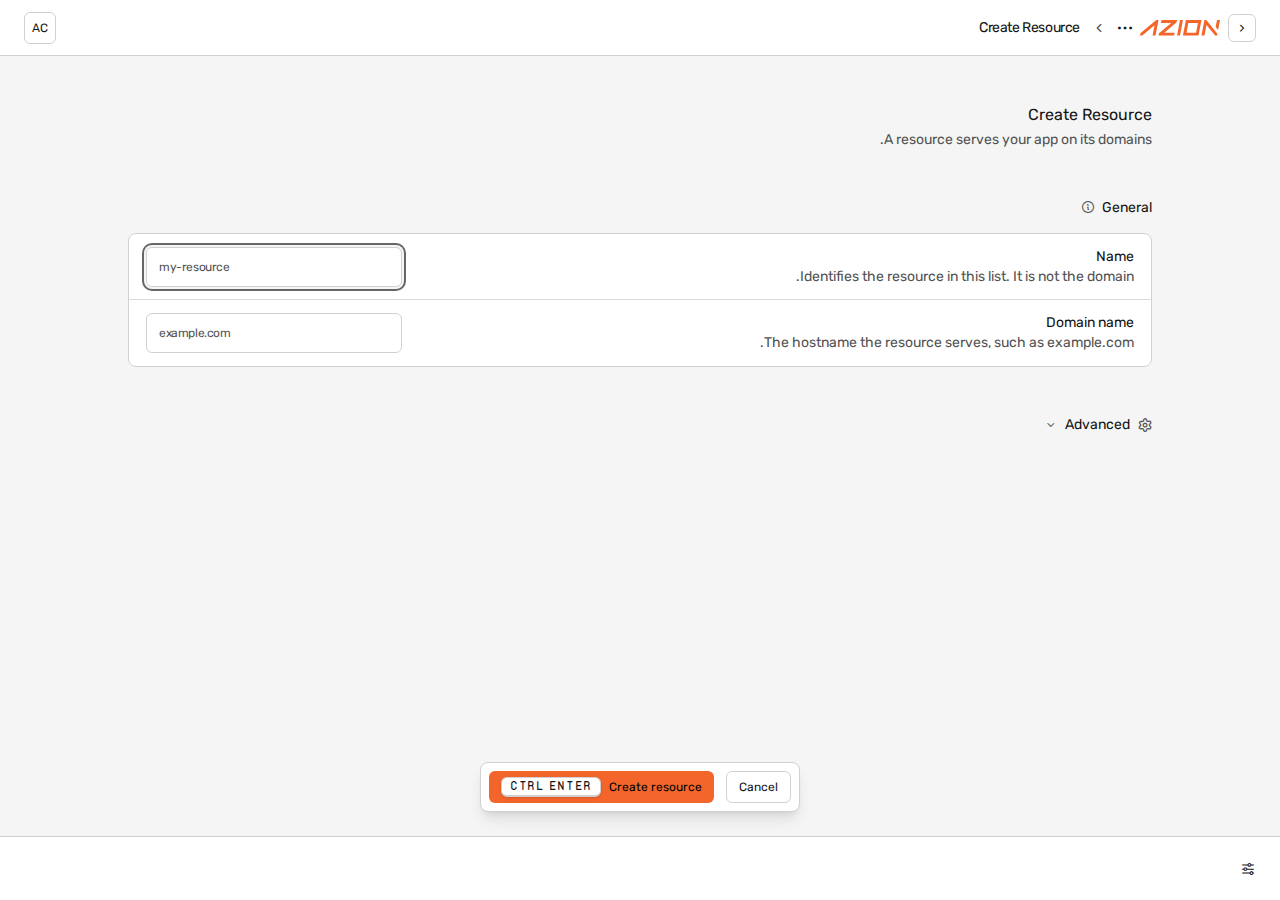 AZION ... Create Resource
AC
Create Resource
.A resource serves your app on its domains
General
Name
.Identifies the resource in this list. It is not the domain
my-resource
Domain name
.The hostname the resource serves, such as example.com
example.com
Advanced
Cancel
Create resource CTRL ENTER